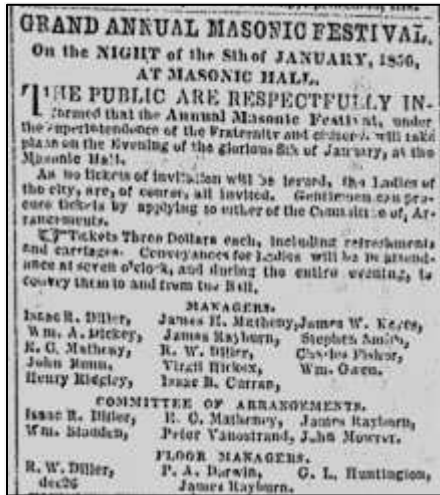 GRAND ANNUAL MASONIC FESTIVAL.
On the NIGHT of the 8th of JANUARY, 1856,
AT MASONIC HALL.
THE PUBLIC ARE RESPECTFULLY IN-
formed that the Annual Masonic Festival, under
the superintendence of the Fraternity and will take
place on the Evening of the glorious 8th of January, at the
Masonic Hall.
As no tickets of invitation will be issued, the Ladies of
the city, are, of course, all invited. Gentlemen can pro-
cure tickets by applying to either of the Committee of, Ar-
rangements.
Tickets Three Dollars each, including refreshments
and carriages. Conveyances for Ladies will be in attend-
ance at seven o'clock, and during the entire evening, to
convey them to and from the Ball.
MANAGERS.
Isaac R. Diller, James H. Matheny, James W. Keyes,
Wm. A. Dickey, James Rayburn, Stephen Smith,
E. G. Matheny, R. W. Diller, Charles Fisher,
John Virgil Hickox, Wm. Owen.
Henry Ridgley, Isaac B. Curran,
COMMITTEE OF ARRANGEMENTS.
Isaac R. Diller, E. G. Matheney, James Rayburn,
Wm. Peter Vanostrand, John Mowrer.
FLOOR MANAGERS.
R. W. Diller, P. A. Darwin, G. L. Huntington,
dec26 James Rayburn.